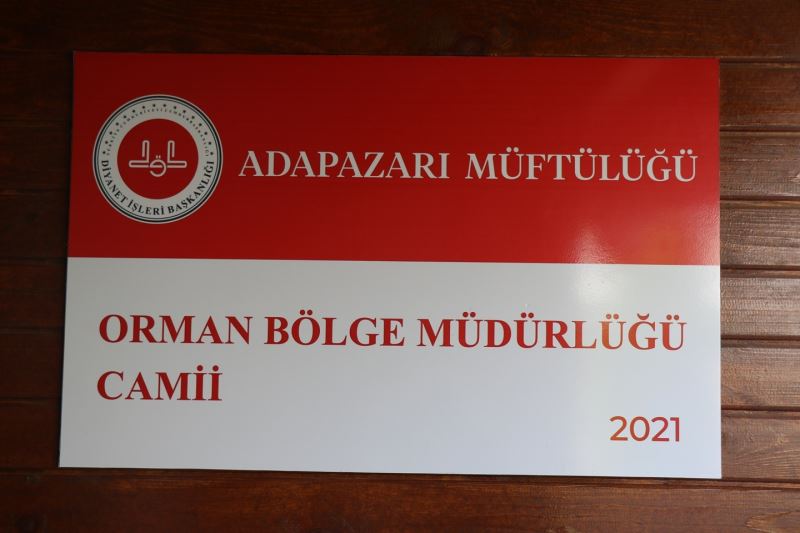 DİYANET İŞLERİ BAŞKANLIĞI
ADAPAZARI MÜFTÜLÜĞÜ
ORMAN BÖLGE MÜDÜRLÜĞÜ
CAMİİ
2021